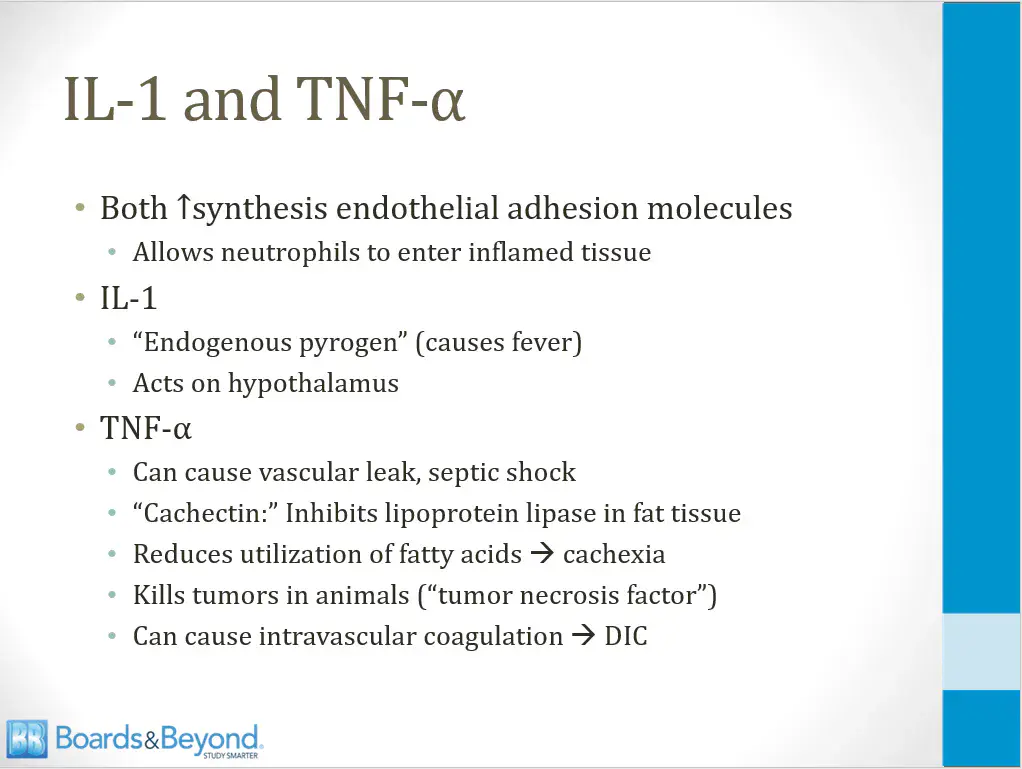 IL-1 and TNF-α
• Both ↑synthesis endothelial adhesion molecules
• Allows neutrophils to enter inflamed tissue
• IL-1
• “Endogenous pyrogen” (causes fever)
• Acts on hypothalamus
• TNF-α
• Can cause vascular leak, septic shock
• “Cachectin:” Inhibits lipoprotein lipase in fat tissue
• Reduces utilization of fatty acids → cachexia
• Kills tumors in animals (“tumor necrosis factor”)
• Can cause intravascular coagulation → DIC
BB Boards&Beyond.
STUDY SMARTER